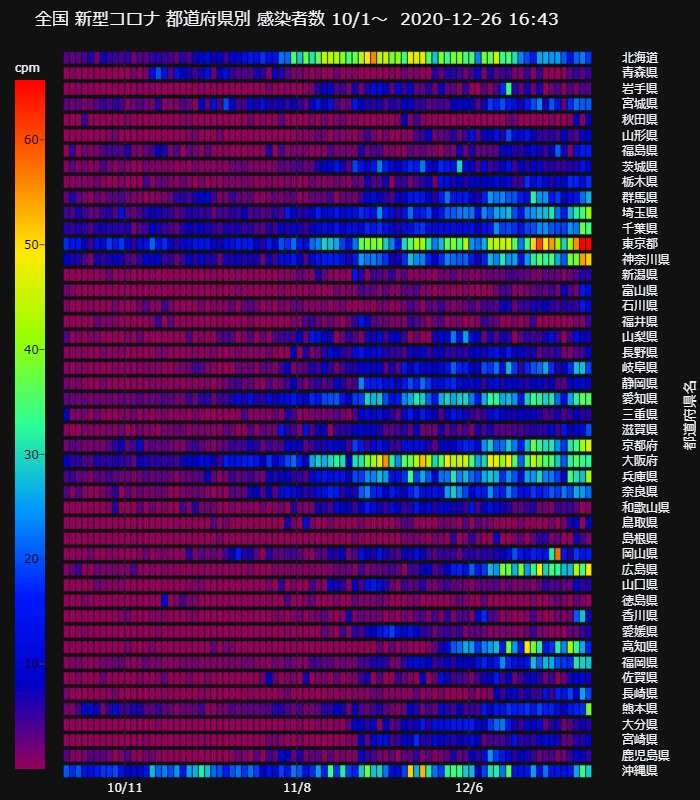 全国 新型コロナ 都道府県別 感染者数 10/1～ 2020-12-26 16:43
cpm
60
50
40
30
20
10
北海道
青森県
岩手県
宮城県
秋田県
山形県
福島県
茨城県
栃木県
群馬県
埼玉県
千葉県
東京都
神奈川県
新潟県
富山県
石川県
福井県
山梨県
長野県
岐阜県
静岡県
愛知県
三重県
滋賀県
京都府
大阪府
兵庫県
奈良県
和歌山県
鳥取県
島根県
岡山県
広島県
山口県
徳島県
香川県
愛媛県
高知県
福岡県
佐賀県
長崎県
熊本県
大分県
宮崎県
鹿児島県
沖縄県
都道府県名
10/11
11/8
12/6